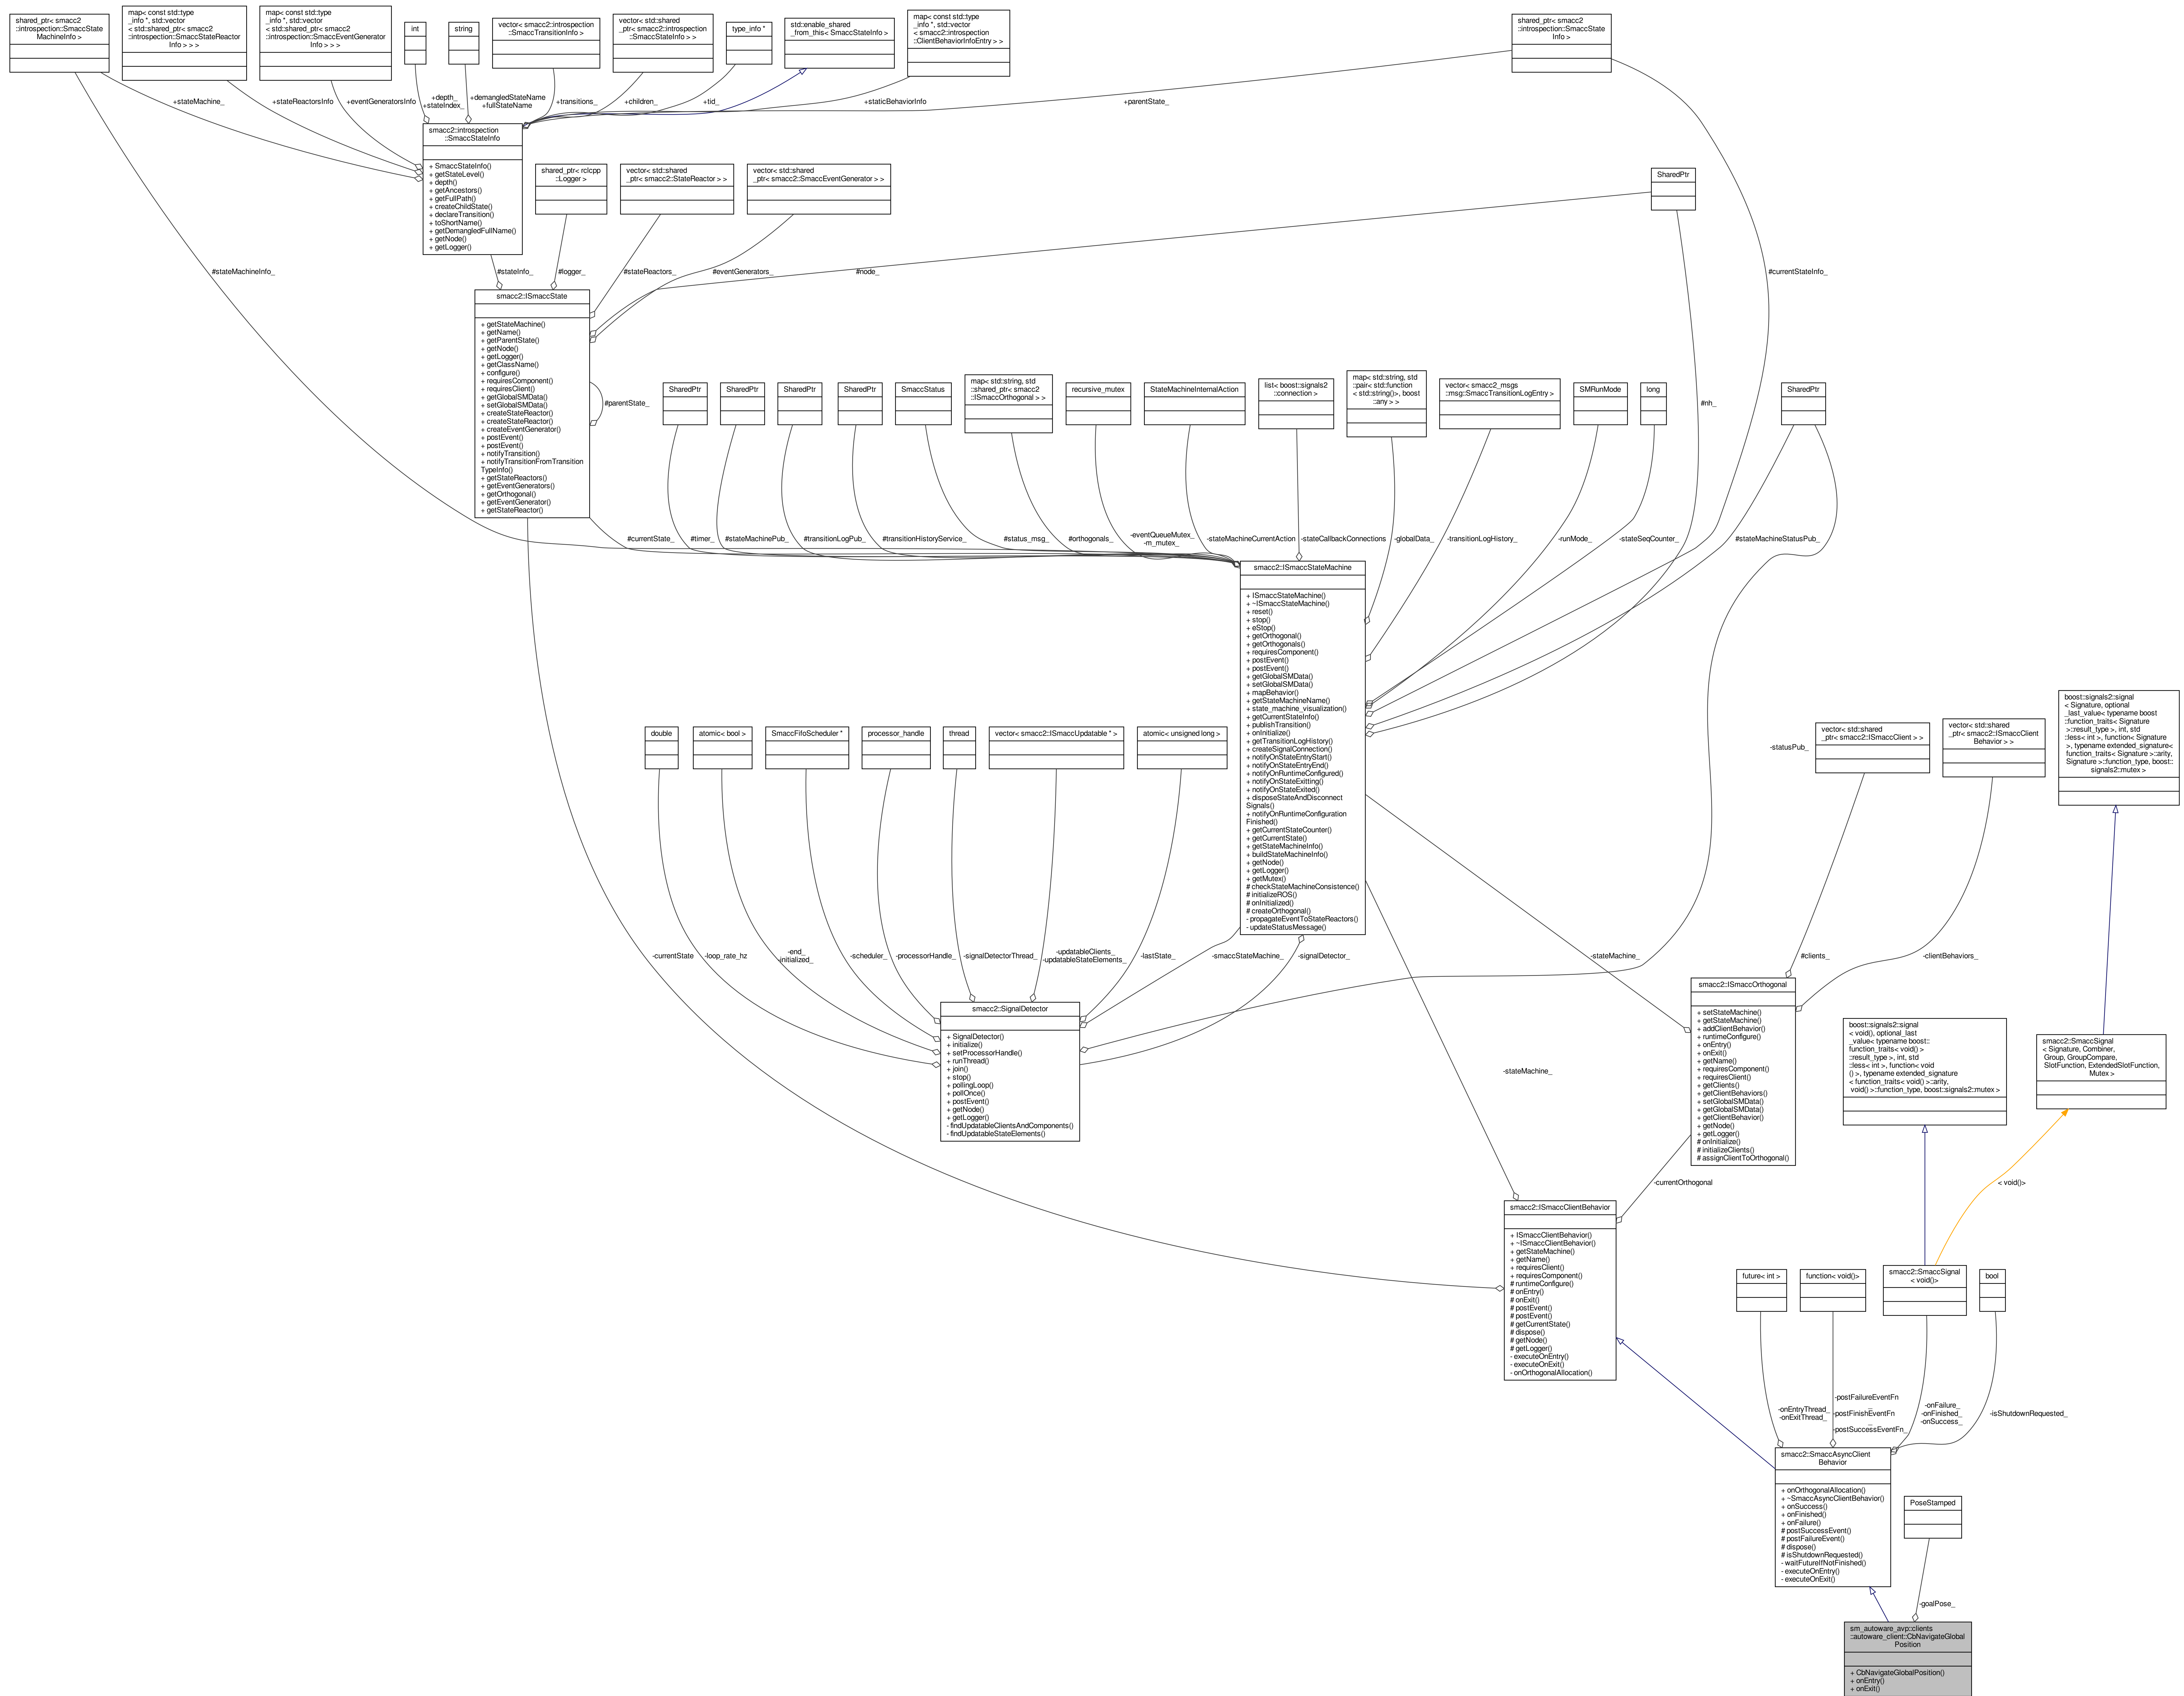 shared_ptr< smacc2
::introspection::SmaccState
MachineInfo >
map< const std::type
_info *, std::vector
< std::shared_ptr< smacc2
::introspection::SmaccStateReactor
Info > > >
map< const std::type
_info *, std::vector
< std::shared_ptr< smacc2
::introspection::SmaccEventGenerator
Info > > >
int
string
vector< smacc2::introspection
::SmaccTransitionInfo >
vector< std::shared
_ptr< smacc2::introspection
::SmaccStateInfo > >
type_info *
std::enable_shared
_from_this< SmaccStateInfo >
map< const std::type
_info *, std::vector
< smacc2::introspection
::ClientBehaviorInfoEntry > >
shared_ptr< smacc2
::introspection::SmaccState
Info >
+stateMachine_
+stateReactorsInfo
+eventGeneratorsInfo
+depth_
+stateIndex_
+demangledStateName
+fullStateName
+transitions_
+children_
+tid_
+staticBehaviorInfo
+parentState_
smacc2::introspection
::SmaccStateInfo
+ SmaccStateInfo()
+ getStateLevel()
+ depth()
+ getAncestors()
+ getFullPath()
+ createChildState()
+ declareTransition()
+ toShortName()
+ getDemangledFullName()
+ getNode()
+ getLogger()
shared_ptr< rclcpp
::Logger >
vector< std::shared
_ptr< smacc2::StateReactor > >
vector< std::shared
_ptr< smacc2::SmaccEventGenerator > >
SharedPtr
#stateMachineInfo_
#stateInfo_
#logger_
#stateReactors_
#eventGenerators_
#node_
#currentStateInfo_
smacc2::ISmaccState
+ getStateMachine()
+ getName()
+ getParentState()
+ getNode()
+ getLogger()
+ getClassName()
+ configure()
+ requiresComponent()
+ requiresClient()
+ getGlobalSMData()
+ setGlobalSMData()
+ createStateReactor()
+ createStateReactor()
+ createEventGenerator()
+ postEvent()
+ postEvent()
+ notifyTransition()
+ notifyTransitionFromTransition
TypeInfo()
+ getStateReactors()
+ getEventGenerators()
+ getOrthogonal()
+ getEventGenerator()
+ getStateReactor()
#parentState_
SharedPtr
SharedPtr
SharedPtr
SharedPtr
SmaccStatus
map< std::string, std
::shared_ptr< smacc2
::ISmaccOrthogonal > >
recursive_mutex
StateMachineInternalAction
list< boost::signals2
::connection >
map< std::string, std
::pair< std::function
< std::string()>, boost
::any > >
vector< smacc2_msgs
::msg::SmaccTransitionLogEntry >
SMRunMode
long
#nh_
SharedPtr
#currentState_
#timer_
#stateMachinePub_
#transitionLogPub_
#transitionHistoryService_
#status_msg_
#orthogonals_
-eventQueueMutex_
-m_mutex_
-stateMachineCurrentAction
-stateCallbackConnections
-globalData_
-transitionLogHistory_
-runMode_
-stateSeqCounter_
#stateMachineStatusPub_
smacc2::ISmaccStateMachine
+ ISmaccStateMachine()
+ ~ISmaccStateMachine()
+ reset()
+ stop()
+ eStop()
+ getOrthogonal()
+ getOrthogonals()
+ requiresComponent()
+ postEvent()
+ postEvent()
+ getGlobalSMData()
+ setGlobalSMData()
+ mapBehavior()
+ getStateMachineName()
+ state_machine_visualization()
+ getCurrentStateInfo()
+ publishTransition()
+ onInitialize()
+ getTransitionLogHistory()
+ createSignalConnection()
+ notifyOnStateEntryStart()
+ notifyOnStateEntryEnd()
+ notifyOnRuntimeConfigured()
+ notifyOnStateExitting()
+ notifyOnStateExited()
+ disposeStateAndDisconnect
Signals()
+ notifyOnRuntimeConfiguration
Finished()
+ getCurrentStateCounter()
+ getCurrentState()
+ getStateMachineInfo()
+ buildStateMachineInfo()
+ getNode()
+ getLogger()
+ getMutex()
# checkStateMachineConsistence()
# initializeROS()
# onInitialized()
# createOrthogonal()
- propagateEventToStateReactors()
- updateStatusMessage()
double
atomic< bool >
SmaccFifoScheduler *
processor_handle
thread
vector< smacc2::ISmaccUpdatable * >
atomic< unsigned long >
-statusPub_
vector< std::shared
_ptr< smacc2::ISmaccClient > >
vector< std::shared
_ptr< smacc2::ISmaccClient
Behavior > >
boost::signals2::signal
< Signature, optional
_last_value< typename boost
::function_traits< Signature
>::result_type >, int, std
::less< int >, function< Signature
>, typename extended_signature<
function_traits< Signature >::arity,
Signature >::function_type, boost::
signals2::mutex >
-currentState
-loop_rate_hz
-end_
-initialized_
-scheduler_
-processorHandle_
-signalDetectorThread_
-updatableClients_
-updatableStateElements_
-lastState_
-smaccStateMachine_
-signalDetector_
-stateMachine_
#clients_
-clientBehaviors_
smacc2::SignalDetector
+ SignalDetector()
+ initialize()
+ setProcessorHandle()
+ runThread()
+ join()
+ stop()
+ pollingLoop()
+ pollOnce()
+ postEvent()
+ getNode()
+ getLogger()
- findUpdatableClientsAndComponents()
- findUpdatableStateElements()
smacc2::ISmaccOrthogonal
+ setStateMachine()
+ getStateMachine()
+ addClientBehavior()
+ runtimeConfigure()
+ onEntry()
+ onExit()
+ getName()
+ requiresComponent()
+ requiresClient()
+ getClients()
+ getClientBehaviors()
+ setGlobalSMData()
+ getGlobalSMData()
+ getClientBehavior()
+ getNode()
+ getLogger()
# onInitialize()
# initializeClients()
# assignClientToOrthogonal()
boost::signals2::signal
< void(), optional_last
_value< typename boost::
function_traits< void() >
::result_type >, int, std
::less< int >, function< void
() >, typename extended_signature
< function_traits< void() >::arity,
void() >::function_type, boost::signals2::mutex >
smacc2::SmaccSignal
< Signature, Combiner,
Group, GroupCompare,
SlotFunction, ExtendedSlotFunction,
Mutex >
-stateMachine_
-currentOrthogonal
< void()>
smacc2::ISmaccClientBehavior
+ ISmaccClientBehavior()
+ ~ISmaccClientBehavior()
+ getStateMachine()
+ getName()
+ requiresClient()
+ requiresComponent()
# runtimeConfigure()
# onEntry()
# onExit()
# postEvent()
# postEvent()
# getCurrentState()
# dispose()
# getNode()
# getLogger()
- executeOnEntry()
- executeOnExit()
- onOrthogonalAllocation()
future< int >
function< void()>
smacc2::SmaccSignal
< void()>
bool
-onEntryThread_
-onExitThread_
-postFailureEventFn
_
-postFinishEventFn
_
-postSuccessEventFn_
-onFailure_
-onFinished_
-onSuccess_
-isShutdownRequested_
smacc2::SmaccAsyncClient
Behavior
+ onOrthogonalAllocation()
+ ~SmaccAsyncClientBehavior()
+ onSuccess()
+ onFinished()
+ onFailure()
# postSuccessEvent()
# postFailureEvent()
# dispose()
# isShutdownRequested()
- waitFutureIfNotFinished()
- executeOnEntry()
- executeOnExit()
PoseStamped
-goalPose_
sm_autoware_avp::clients
::autoware_client::CbNavigateGlobal
Position
+ CbNavigateGlobalPosition()
+ onEntry()
+ onExit()